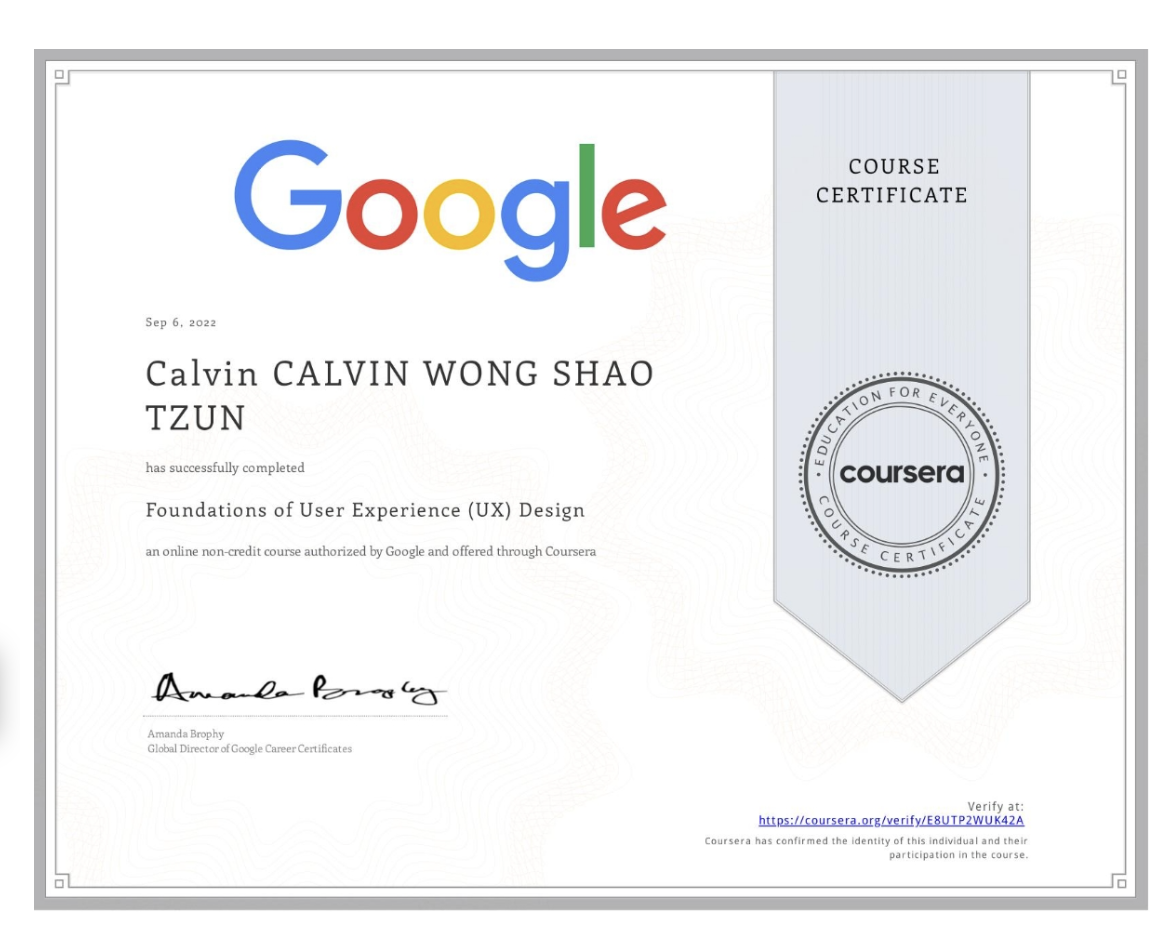 Google
COURSE
CERTIFICATE
Sep 6, 2022
Calvin CALVIN WONG SHAO
TZUN
has successfully completed
Foundations of User Experience (UX) Design
an online non-credit course authorized by Google and offered through Coursera
EDUCATION FOR EVERYONE
coursera
COURSE CERTIFICATE
Amanda Brophy
Amanda Brophy
Global Director of Google Career Certificates
Verify at:
https://coursera.org/verify/E8UTP2WUK42A
Coursera has confirmed the identity of this individual and their
participation in the course.